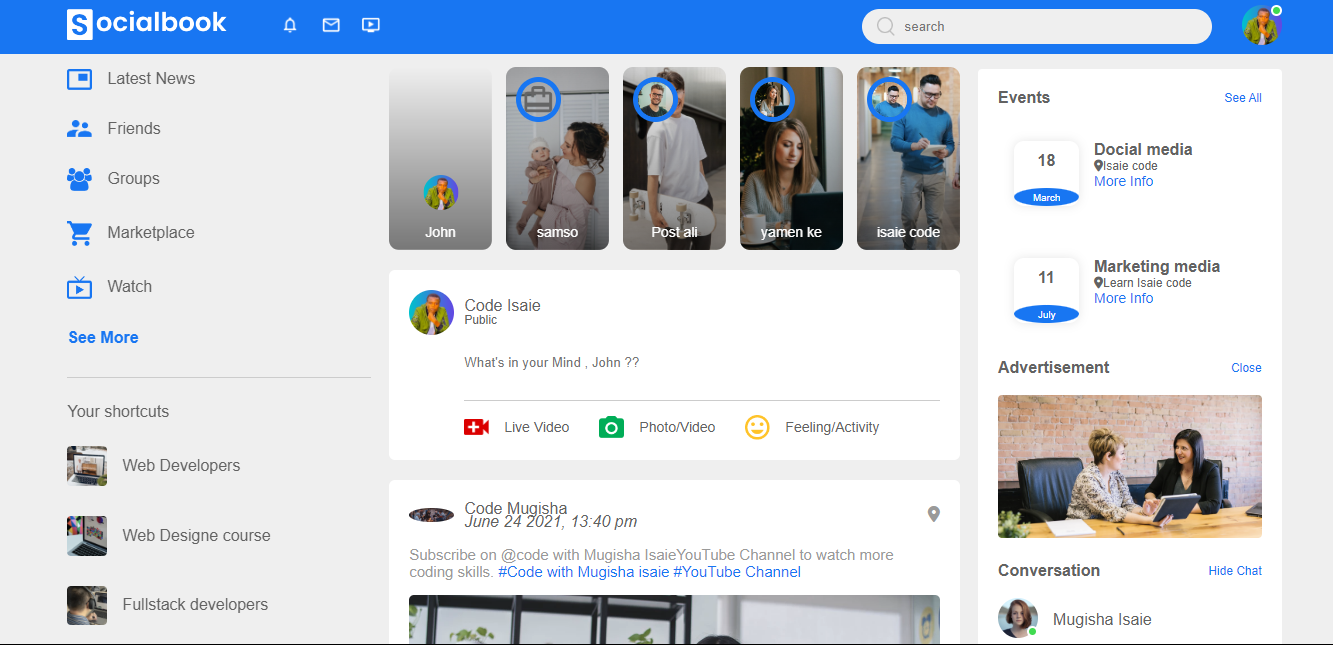 Socialbook
search
Latest News
Friends
Groups
Marketplace
Watch
See More
Your shortcuts
Web Developers
Web Designe course
Fullstack developers
John
samso
Post ali
yamen ke
isaie code
Code Isaie
Public
What's in your Mind , John ??
Live Video
Photo/Video
Feeling/Activity
Code Mugisha
June 24 2021, 13:40 pm
Subscribe on @code with Mugisha IsaieYouTube Channel to watch more
coding skills. #Code with Mugisha isaie #YouTube Channel
Events
See All
18
March
Docial media
Isaie code
More Info
11
July
Marketing media
Learn Isaie code
More Info
Advertisement
Close
Conversation
Hide Chat
Mugisha Isaie